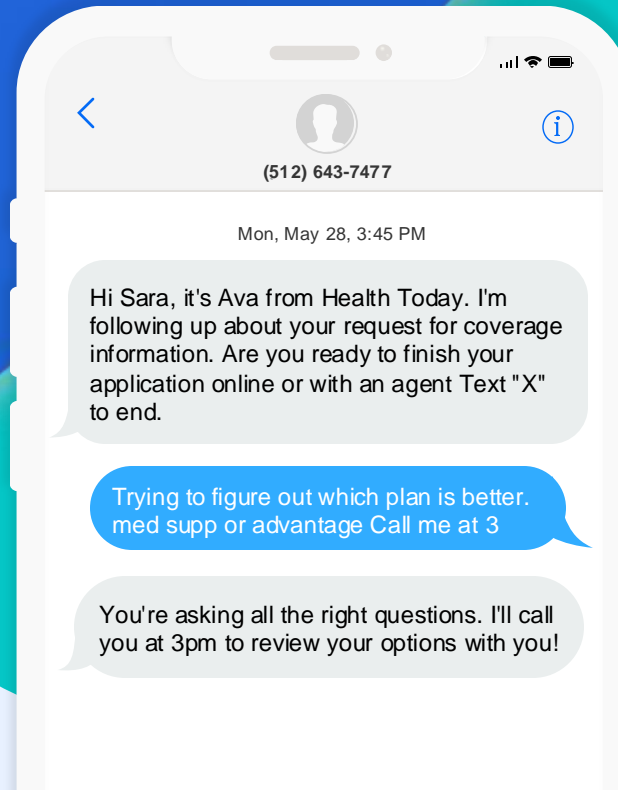 (512) 643-7477
Mon, May 28, 3:45 PM
Hi Sara, it's Ava from Health Today. I'm
following up about your request for coverage
information. Are you ready to finish your
application online or with an agent Text "X"
to end.
Trying to figure out which plan is better.
med supp or advantage Call me at 3
You're asking all the right questions. I'll call
you at 3pm to review your options with you!